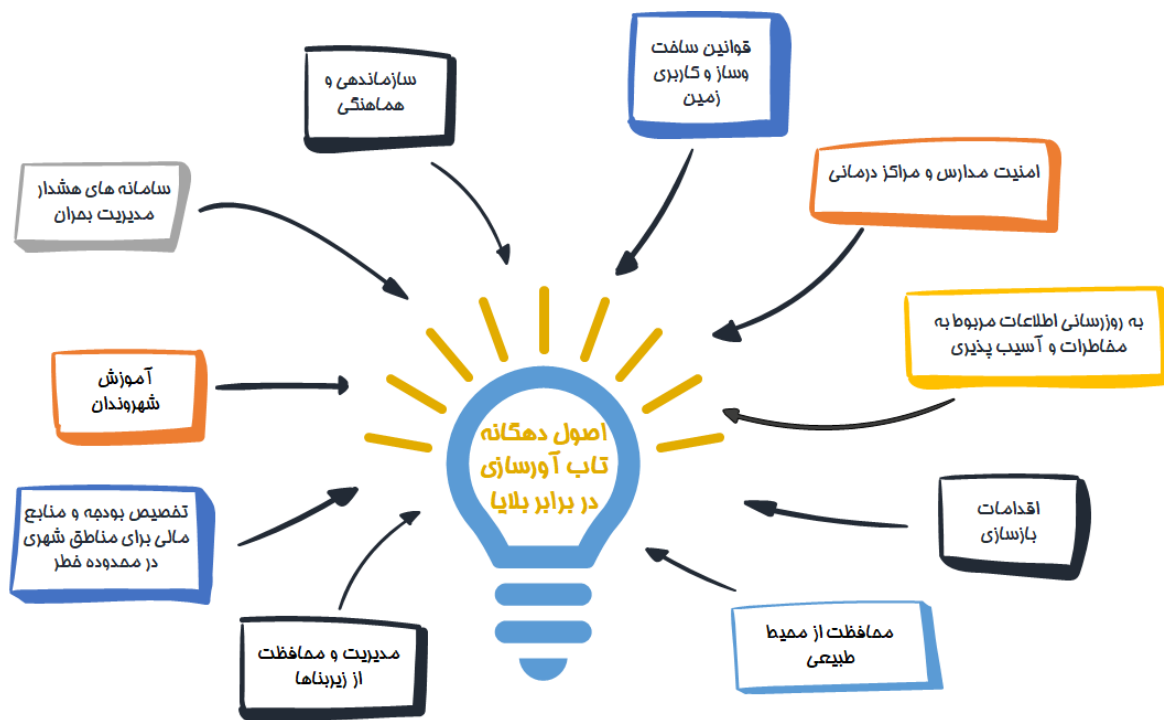 قوانین ساخت
وساز و کاربری
زمین
سازماندهی و
هماهنگی
امنیت مدارس و مراکز درمانی
سامانه های هشدار
مدیریت بحران
به روزرسانی اطلاعات مربوط به
مخاطرات و آسیب پذیری
آموزش
شهروندان
اصول دهگانه
تاب آورسازی
در برابر بلایا
اقدامات
بازسازی
تخصیص بودجه و منابع
مالی برای مناطق شهری
در محدوده خطر
محافظت از محیط
طبیعی
مدیریت و محافظت
از زیربناها